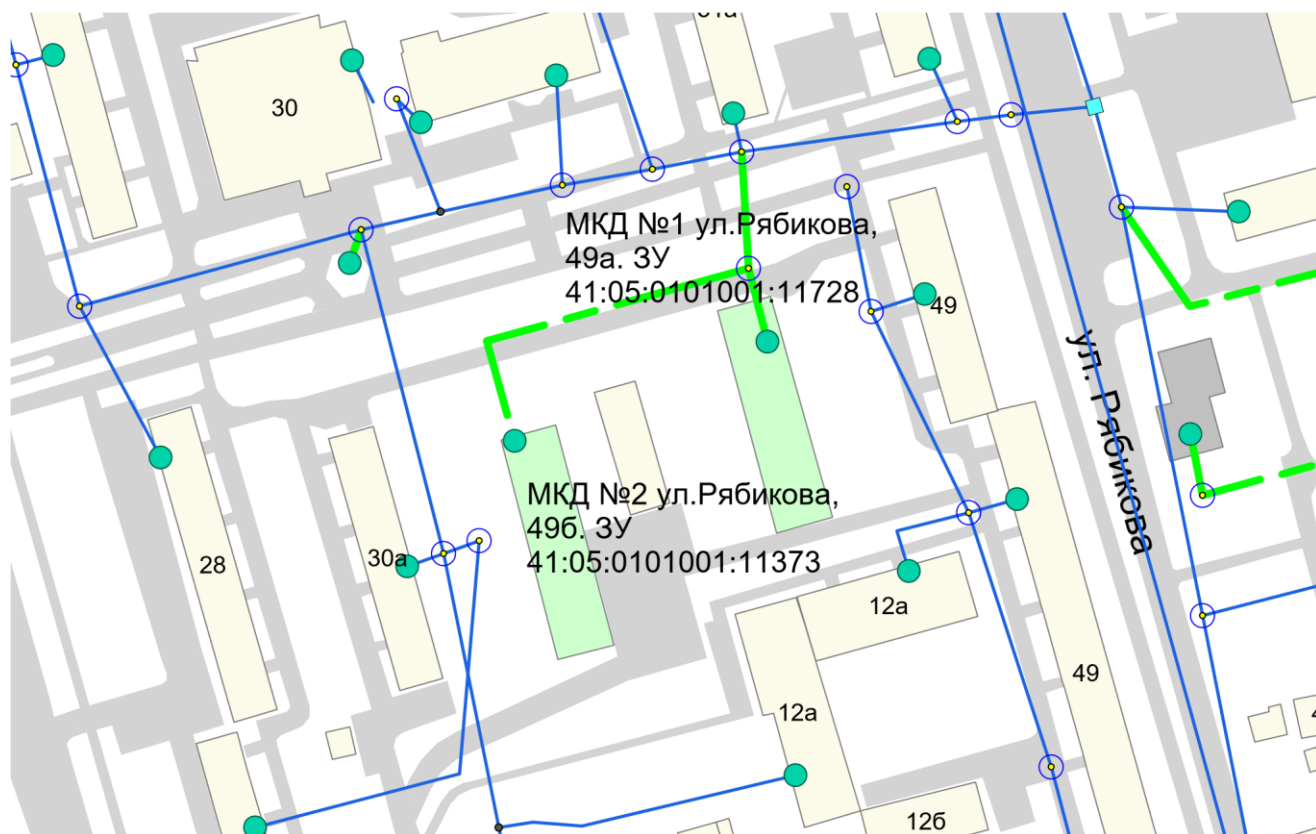 51а
30
МКД №1 ул.Рябикова,
49а. ЗУ
41:05:0101001:11728
49
ул. Рябикова
МКД №2 ул.Рябикова,
49б. ЗУ
41:05:0101001:11373
28
30а
12а
49
12а
12б